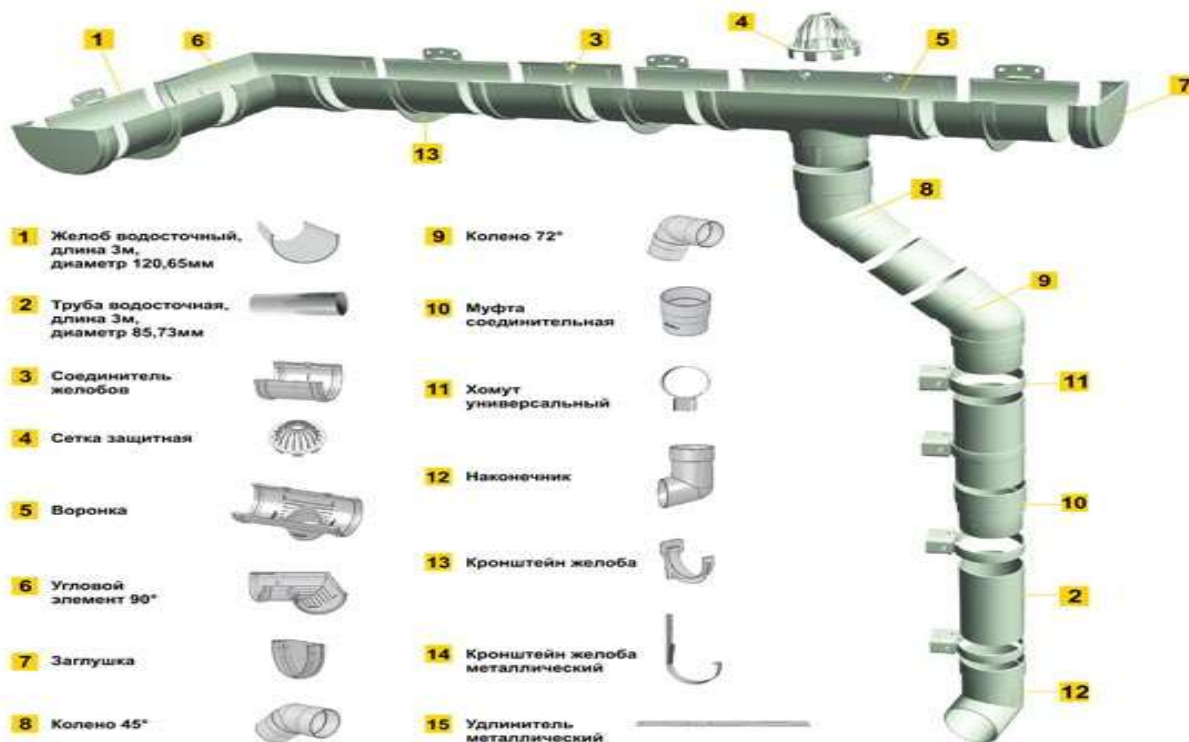 1
6
3
4
5
7
13
8
9
11
10
2
12
1 Желоб водосточный,
длина 3м,
диаметр 120,65мм
2 Труба водосточная,
длина 3м,
диаметр 85,73мм
3 Соединитель
желобов
4 Сетка защитная
5 Воронка
6 Угловой
элемент 90°
7 Заглушка
8 Колено 45°
9 Колено 72°
10 Муфта
соединительная
11 Хомут
универсальный
12 Наконечник
13 Кронштейн желоба
14 Кронштейн желоба
металлический
15 Удлинитель
металлический